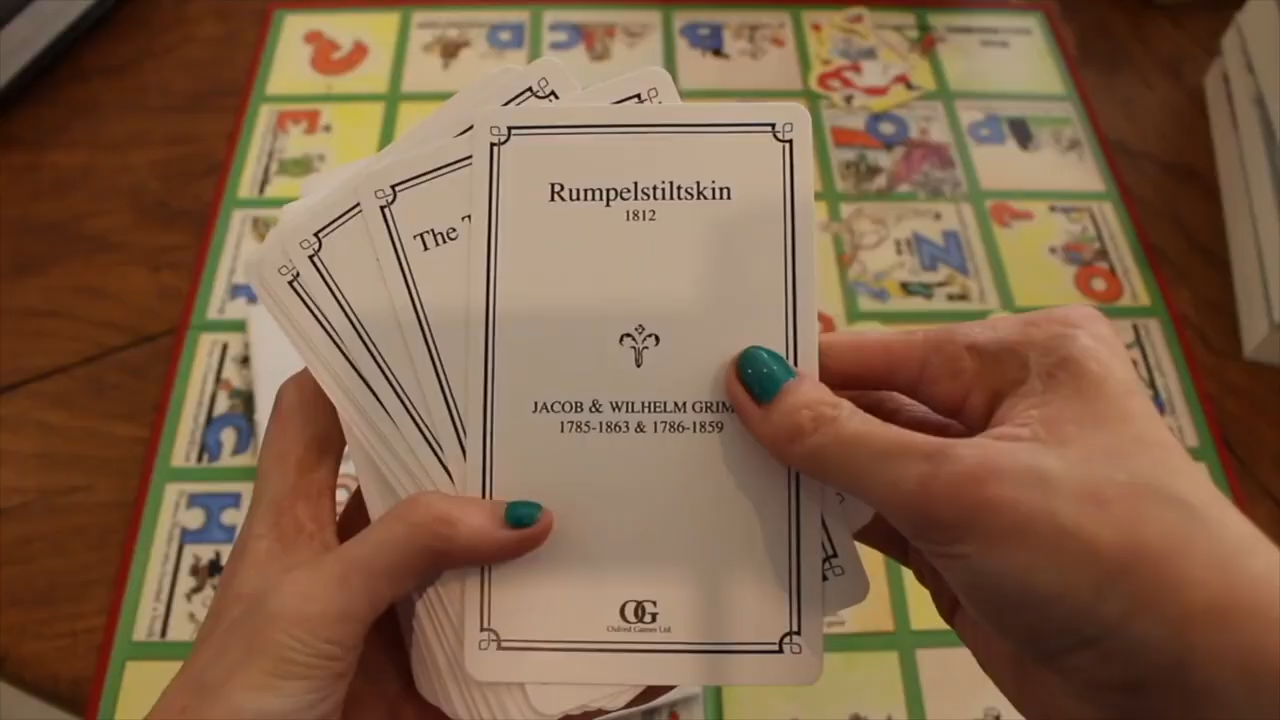 Rumpelstiltskin
1812
The
JACOB & WILHELM GRIM
1785-1863 & 1786-1859
OG
Oxford Games Ltd
C
D
C
D
E
O
P
Z
?
O
G
H